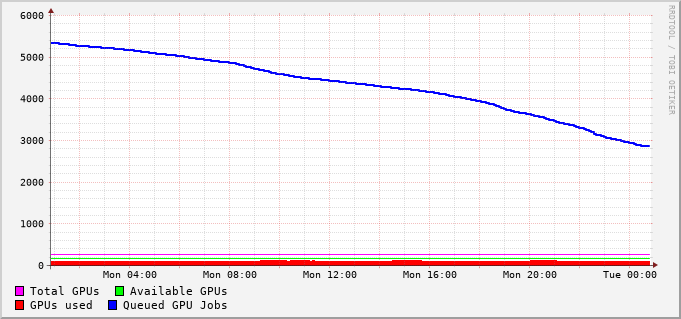 6000
5000
4000
3000
2000
1000
0
Mon 04:00 Mon 08:00 Mon 12:00 Mon 16:00 Mon 20:00 Tue 00:00
Total GPUs Available GPUs
GPUs used Queued GPU Jobs
RRDTOOL / TOBI OETIKER